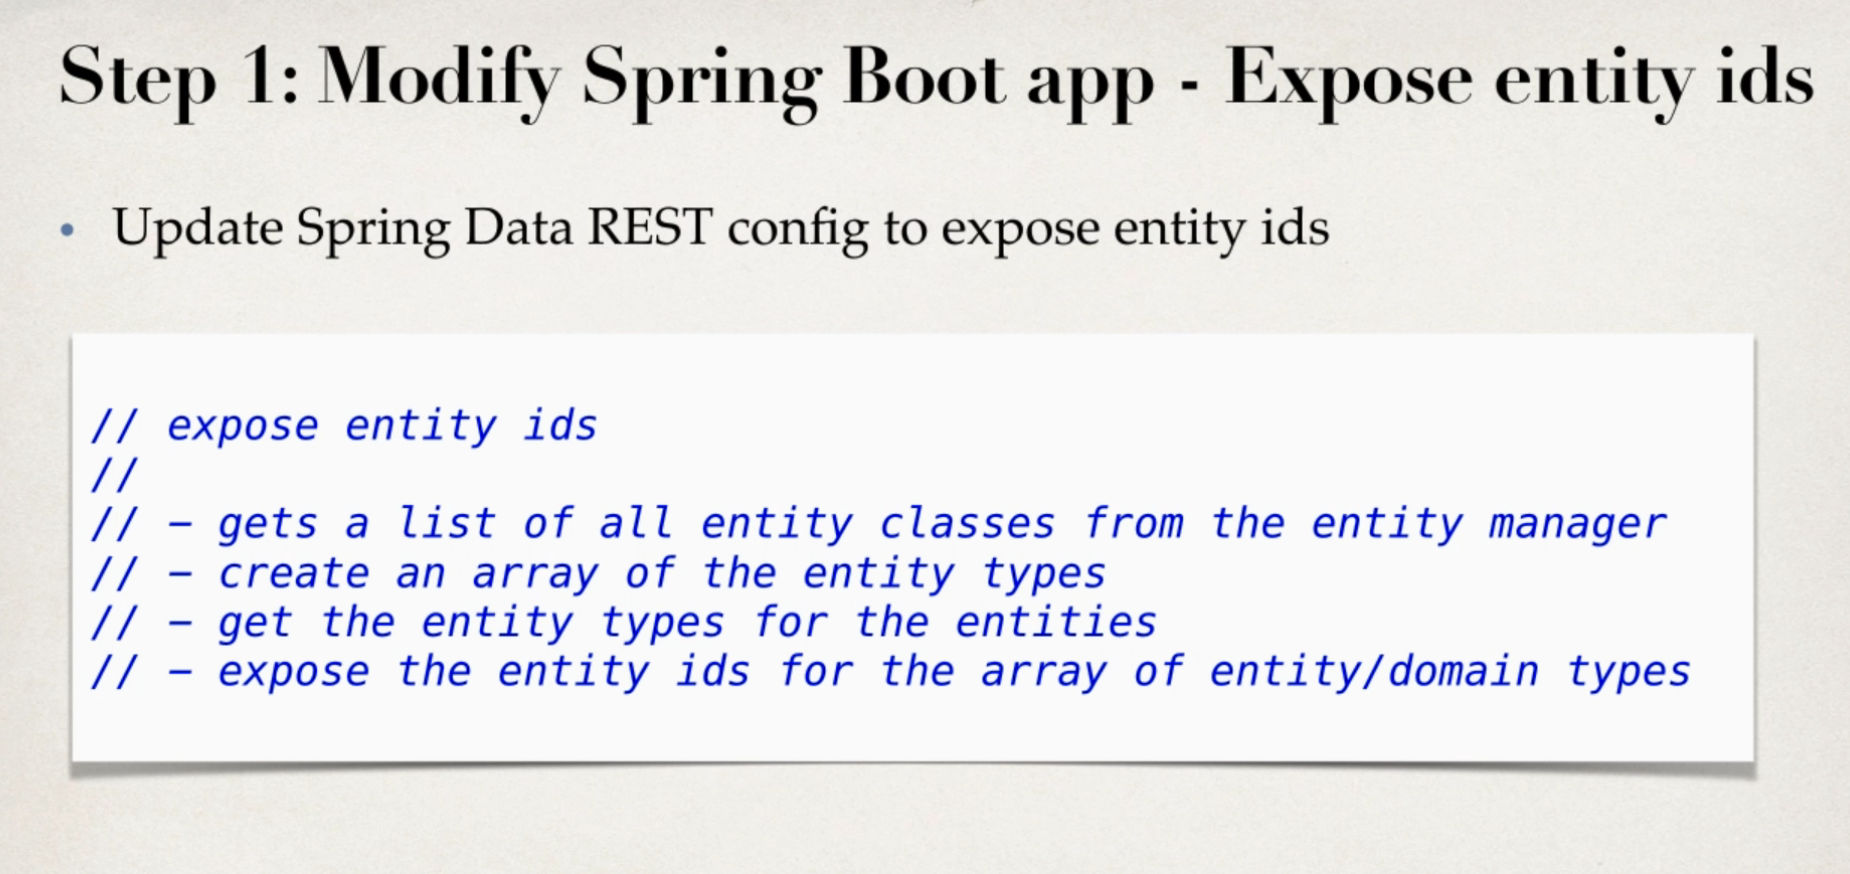 Step 1: Modify Spring Boot app - Expose entity ids
• Update Spring Data REST config to expose entity ids
// expose entity ids
//
// – gets a list of all entity classes from the entity manager
// – create an array of the entity types
// – get the entity types for the entities
// – expose the entity ids for the array of entity/domain types